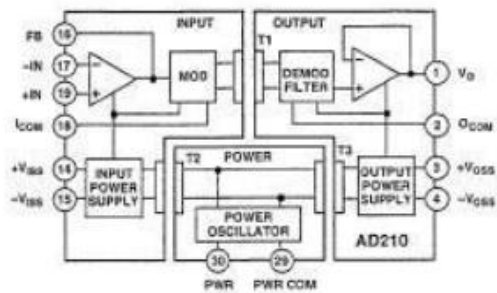 INPUT
OUTPUT
FB 16
T1
-IN 17
MOD
DEMOD
FILTER
1 VO
+IN 19
ICOM 18
2 OCOM
T2
POWER
T3
+VISS 14
INPUT
POWER
SUPPLY
OUTPUT
POWER
SUPPLY
3 +VOSS
-VISS 15
4 -VOSS
POWER
OSCILLATOR
AD210
30
29
PWR
PWR COM